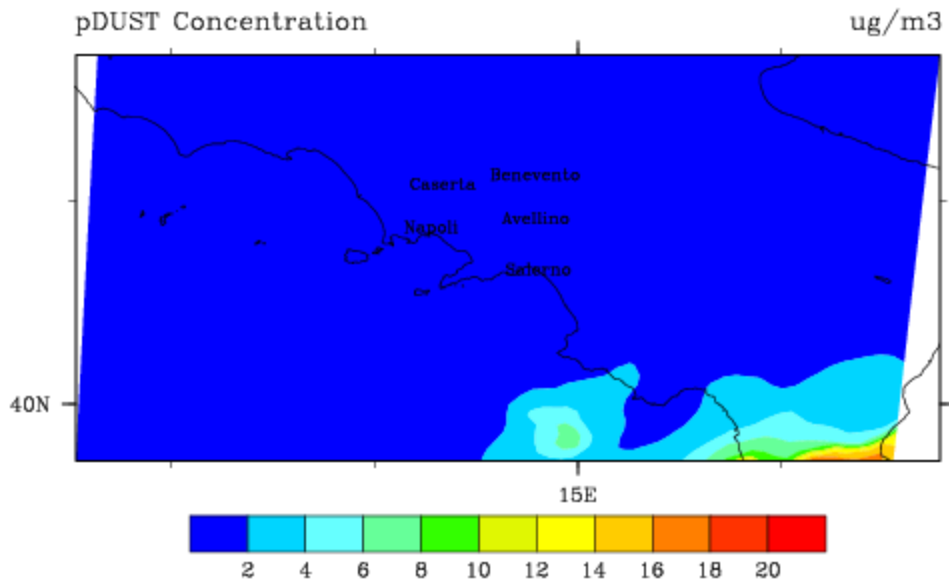 pDUST Concentration ug/m3
Benevento
Caserta
Avellino
Napoli
Salerno
40N
15E
2 4 6 8 10 12 14 16 18 20